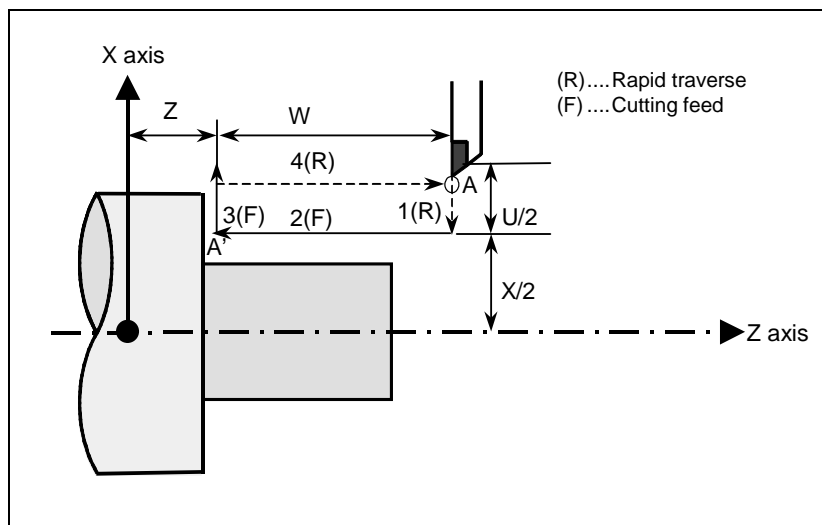 X axis
(R)....Rapid traverse
(F)....Cutting feed
Z
W
4(R)
A
3(F)
2(F)
1(R)
U/2
A'
X/2
Z axis